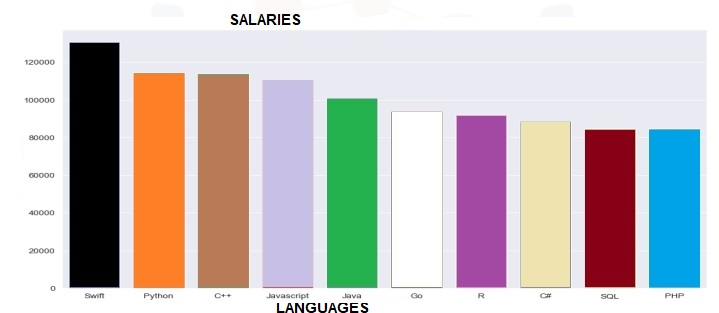 SALARIES
120000
100000
80000
60000
40000
20000
0
Swift Python C++ Javascript Java Go R C# SQL PHP
LANGUAGES